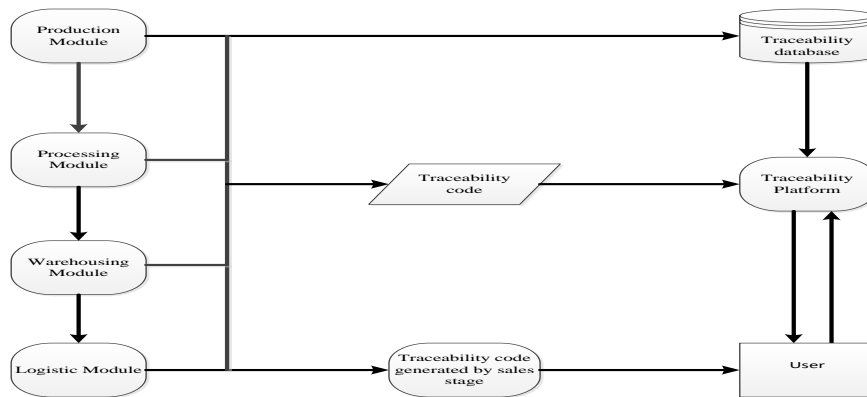 Production
Module
Traceability
database
Processing
Module
Traceability
code
Traceability
Platform
Warehousing
Module
Logistic Module
Traceability code
generated by sales
stage
User